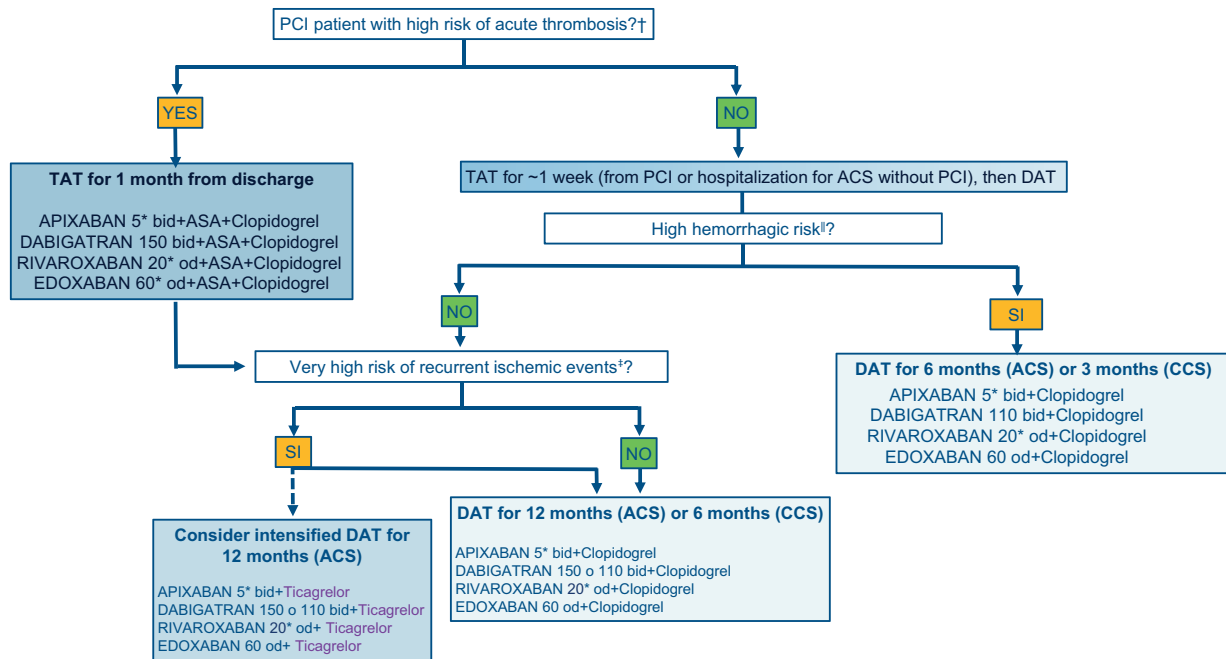 PCI patient with high risk of acute thrombosis?†
YES
NO
TAT for 1 month from discharge
APIXABAN 5* bid+ASA+Clopidogrel
DABIGATRAN 150 bid+ASA+Clopidogrel
RIVAROXABAN 20* od+ASA+Clopidogrel
EDOXABAN 60* od+ASA+Clopidogrel
TAT for ~1 week (from PCI or hospitalization for ACS without PCI), then DAT
High hemorrhagic risk‖?
NO
SI
Very high risk of recurrent ischemic events‡?
DAT for 6 months (ACS) or 3 months (CCS)
APIXABAN 5* bid+Clopidogrel
DABIGATRAN 110 bid+Clopidogrel
RIVAROXABAN 20* od+Clopidogrel
EDOXABAN 60 od+Clopidogrel
SI
NO
Consider intensified DAT for
12 months (ACS)
APIXABAN 5* bid+Ticagrelor
DABIGATRAN 150 o 110 bid+Ticagrelor
RIVAROXABAN 20* od+ Ticagrelor
EDOXABAN 60 od+ Ticagrelor
DAT for 12 months (ACS) or 6 months (CCS)
APIXABAN 5* bid+Clopidogrel
DABIGATRAN 150 o 110 bid+Clopidogrel
RIVAROXABAN 20* od+Clopidogrel
EDOXABAN 60 od+Clopidogrel